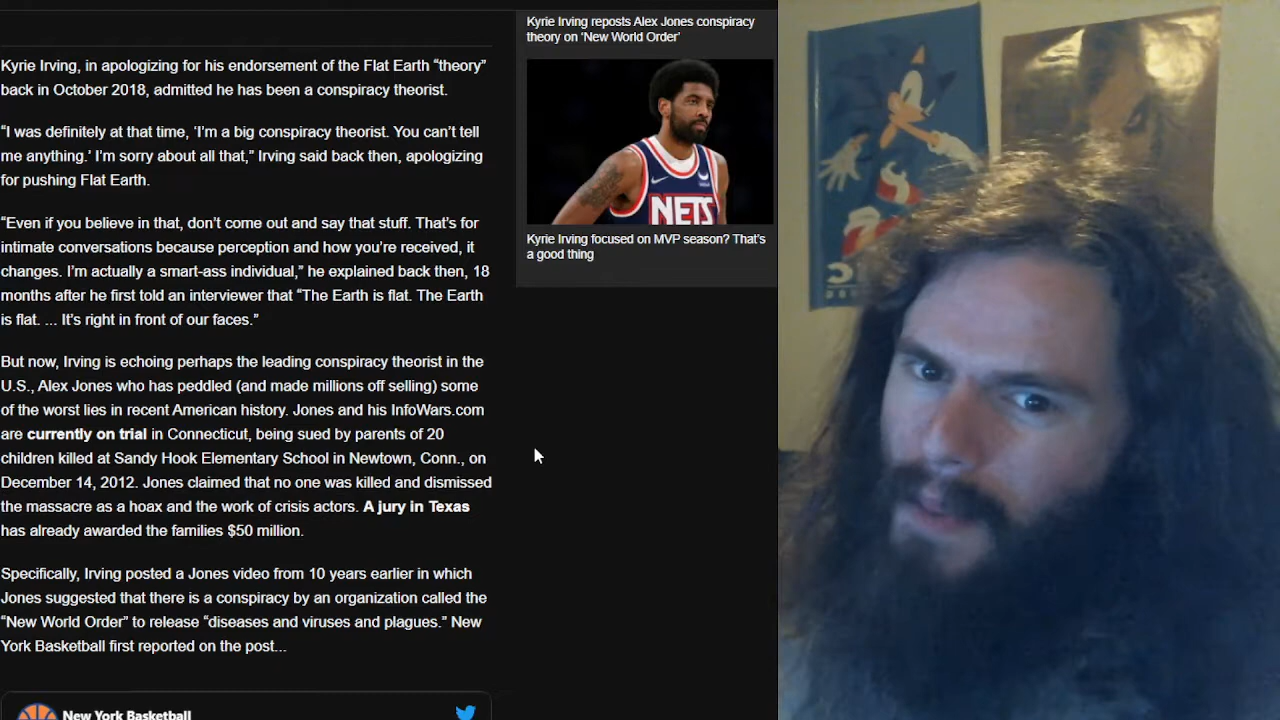 Kyrie Irving, in apologizing for his endorsement of the Flat Earth “theory”
back in October 2018, admitted he has been a conspiracy theorist.
“I was definitely at that time, ‘I’m a big conspiracy theorist. You can’t tell
me anything.’ I’m sorry about all that,” Irving said back then, apologizing
for pushing Flat Earth.
“Even if you believe in that, don’t come out and say that stuff. That’s for
intimate conversations because perception and how you’re received, it
changes. I’m actually a smart-ass individual,” he explained back then, 18
months after he first told an interviewer that “The Earth is flat. The Earth
is flat. ... It’s right in front of our faces.”
But now, Irving is echoing perhaps the leading conspiracy theorist in the
U.S., Alex Jones who has peddled (and made millions off selling) some
of the worst lies in recent American history. Jones and his InfoWars.com
are currently on trial in Connecticut, being sued by parents of 20
children killed at Sandy Hook Elementary School in Newtown, Conn., on
December 14, 2012. Jones claimed that no one was killed and dismissed
the massacre as a hoax and the work of crisis actors. A jury in Texas
has already awarded the families $50 million.
Specifically, Irving posted a Jones video from 10 years earlier in which
Jones suggested that there is a conspiracy by an organization called the
“New World Order” to release “diseases and viruses and plagues.” New
York Basketball first reported on the post...
New York Basketball
Kyrie Irving reposts Alex Jones conspiracy
theory on ‘New World Order’
NETS
Kyrie Irving focused on MVP season? That’s
a good thing